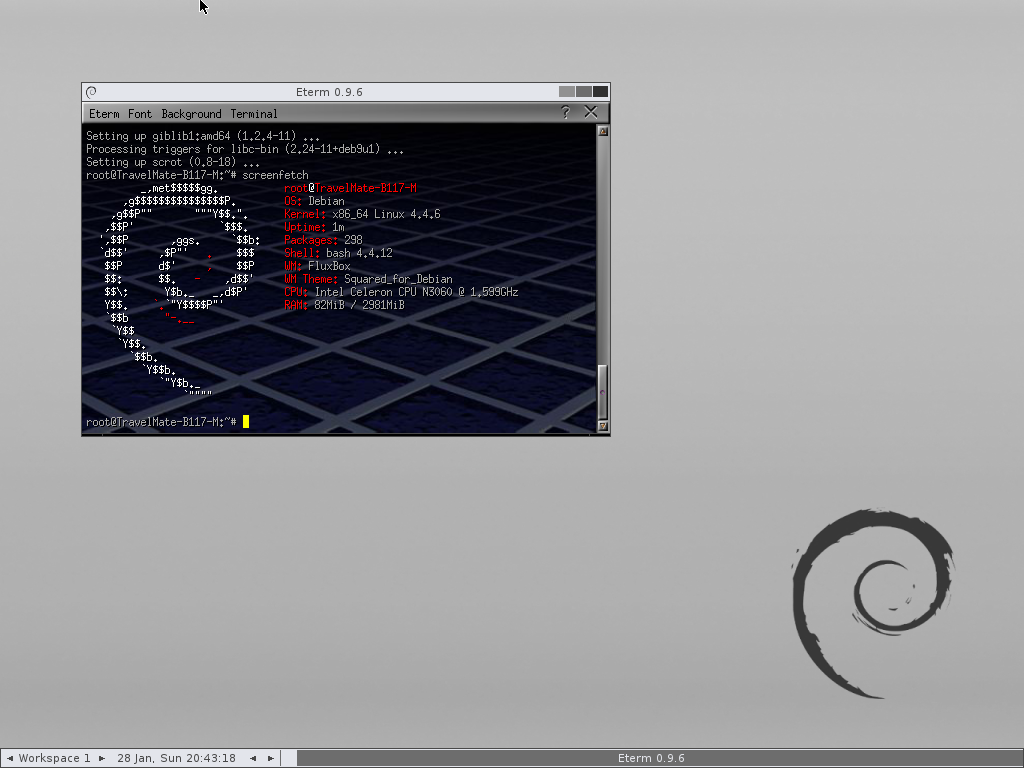 Eterm 0.9.6
Eterm Font Background Terminal ?
Setting up giblib1:amd64 (1.2.4-11) ...
Processing triggers for libc-bin (2.24-11+deb9u1) ...
Setting up scrot (0.8-18) ...
root@TravelMate-B117-M:~# screenfetch
root@TravelMate-B117-M
OS: Debian
Kernel: x86_64 Linux 4.4.6
Uptime: 1m
Packages: 298
Shell: bash 4.4.12
WM: FluxBox
WM Theme: Squared_for_Debian
CPU: Intel Celeron CPU N3060 @ 1.599GHz
RAM: 82MiB / 2981MiB
root@TravelMate-B117-M:~#
Workspace 1 28 Jan, Sun 20:43:18 Eterm 0.9.6